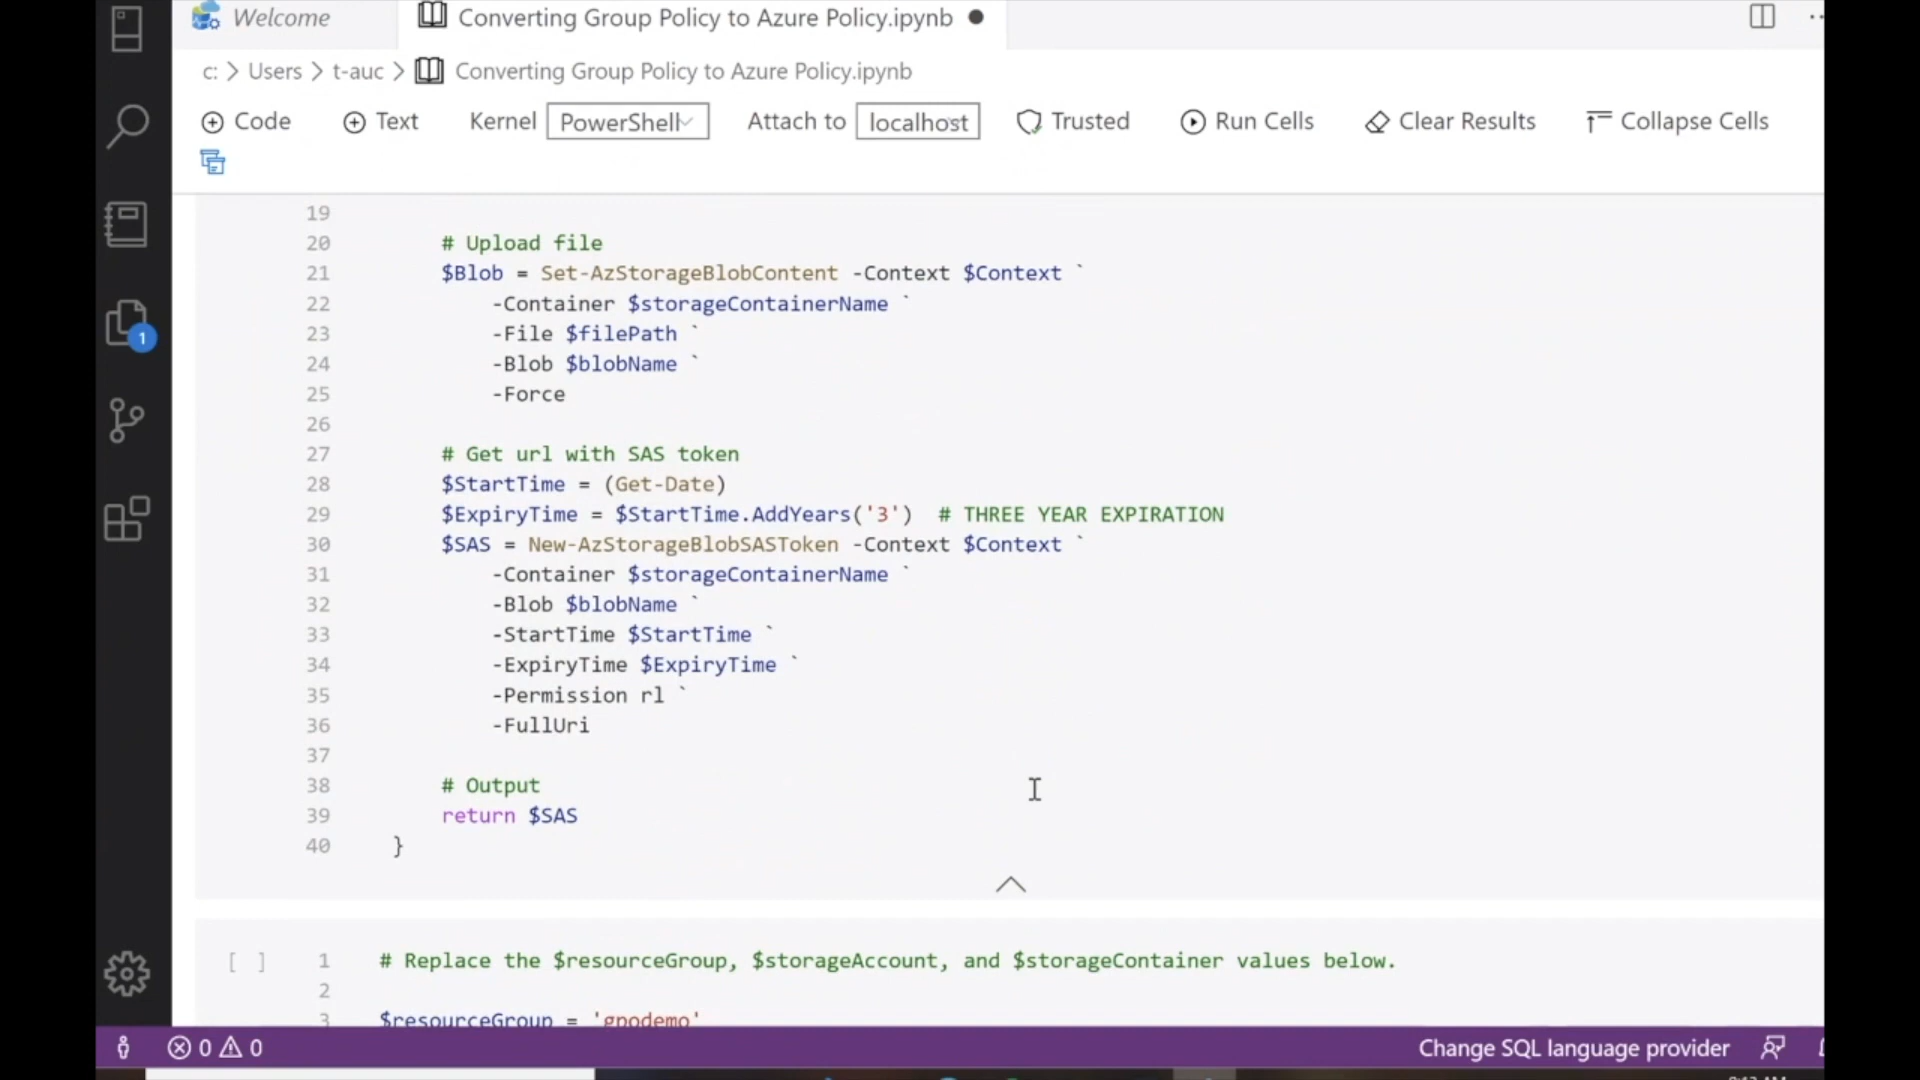 Welcome
Converting Group Policy to Azure Policy.ipynb
c: > Users > t-auc > Converting Group Policy to Azure Policy.ipynb
Code Text Kernel PowerShell Attach to localhost Trusted Run Cells Clear Results Collapse Cells
1
19
20 # Upload file
21 $Blob = Set-AzStorageBlobContent -Context $Context `
22 -Container $storageContainerName `
23 -File $filePath `
24 -Blob $blobName `
25 -Force
26
27 # Get url with SAS token
28 $StartTime = (Get-Date)
29 $ExpiryTime = $StartTime.AddYears('3') # THREE YEAR EXPIRATION
30 $SAS = New-AzStorageBlobSASToken -Context $Context `
31 -Container $storageContainerName `
32 -Blob $blobName `
33 -StartTime $StartTime `
34 -ExpiryTime $ExpiryTime `
35 -Permission rl `
36 -FullUri
37
38 # Output
39 return $SAS
40 }
[ ] 1 # Replace the $resourceGroup, $storageAccount, and $storageContainer values below.
2
3 $resourceGroup = 'gpodemo'
0 0 Change SQL language provider